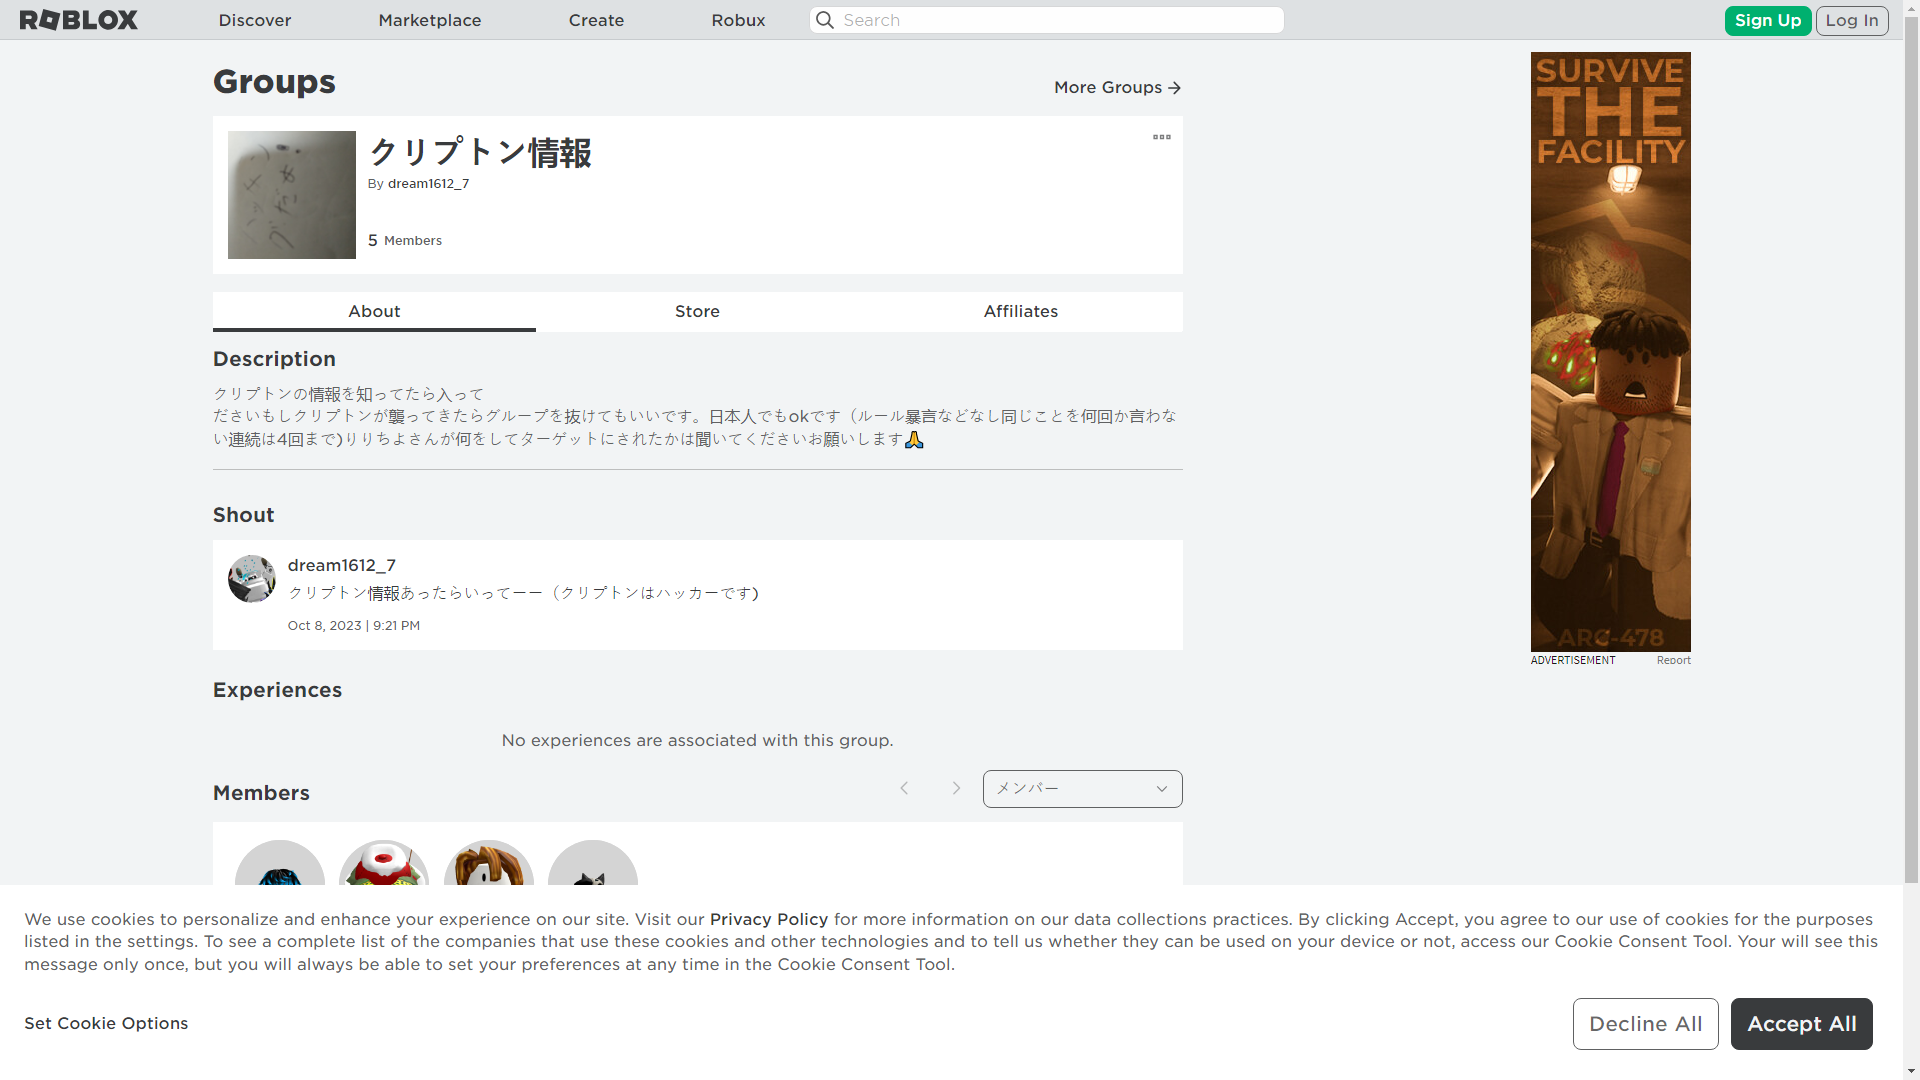 ROBLOX
Discover
Marketplace
Create
Robux
Search
Sign Up
Log In
Groups
More Groups
クリプトン情報
By dream1612_7
5 Members
About
Store
Affiliates
Description
クリプトンの情報を知ってたら入って
ださいもしクリプトンが襲ってきたらグループを抜けてもいいです。日本人でもokです（ルール暴言などなし同じことを何回か言わな
い連続は4回まで)りりちよさんが何をしてターゲットにされたかは聞いてくださいお願いします🙏
Shout
dream1612_7
クリプトン情報あったらいってーー（クリプトンはハッカーです)
Oct 8, 2023 | 9:21 PM
Experiences
No experiences are associated with this group.
Members
メンバー
SURVIVE
THE
FACILITY
ARC-478
ADVERTISEMENT
Report
We use cookies to personalize and enhance your experience on our site. Visit our Privacy Policy for more information on our data collections practices. By clicking Accept, you agree to our use of cookies for the purposes
listed in the settings. To see a complete list of the companies that use these cookies and other technologies and to tell us whether they can be used on your device or not, access our Cookie Consent Tool. Your will see this
message only once, but you will always be able to set your preferences at any time in the Cookie Consent Tool.
Set Cookie Options
Decline All
Accept All